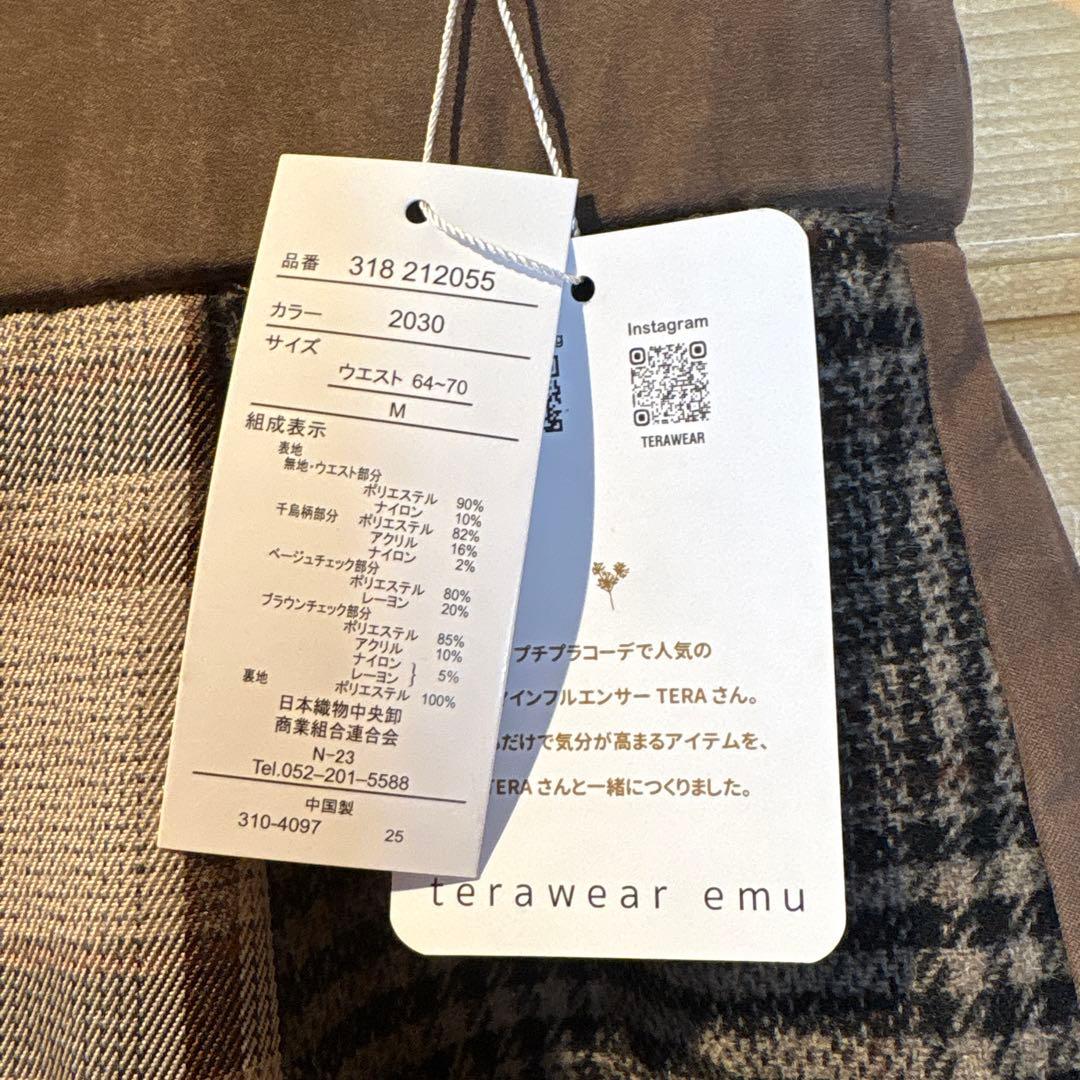 品番 318 212055
カラー 2030
サイズ
ウエスト 64~70
M
組成表示
表地
無地・ウエスト部分
ポリエステル 90%
ナイロン 10%
千鳥柄部分 ポリエステル 82%
アクリル 16%
ナイロン 2%
ベージュチェック部分
ポリエステル 80%
レーヨン 20%
ブラウンチェック部分
ポリエステル 85%
アクリル 10%
ナイロン
レーヨン } 5%
裏地 ポリエステル 100%
日本織物中央卸
商業組合連合会
N-23
Tel.052-201-5588
中国製
310-4097 25
Instagram
TERAWEAR
プチプラコーデで人気の
インフルエンサー TERAさん。
だけで気分が高まるアイテムを、
TERAさんと一緒につくりました。
terawear emu